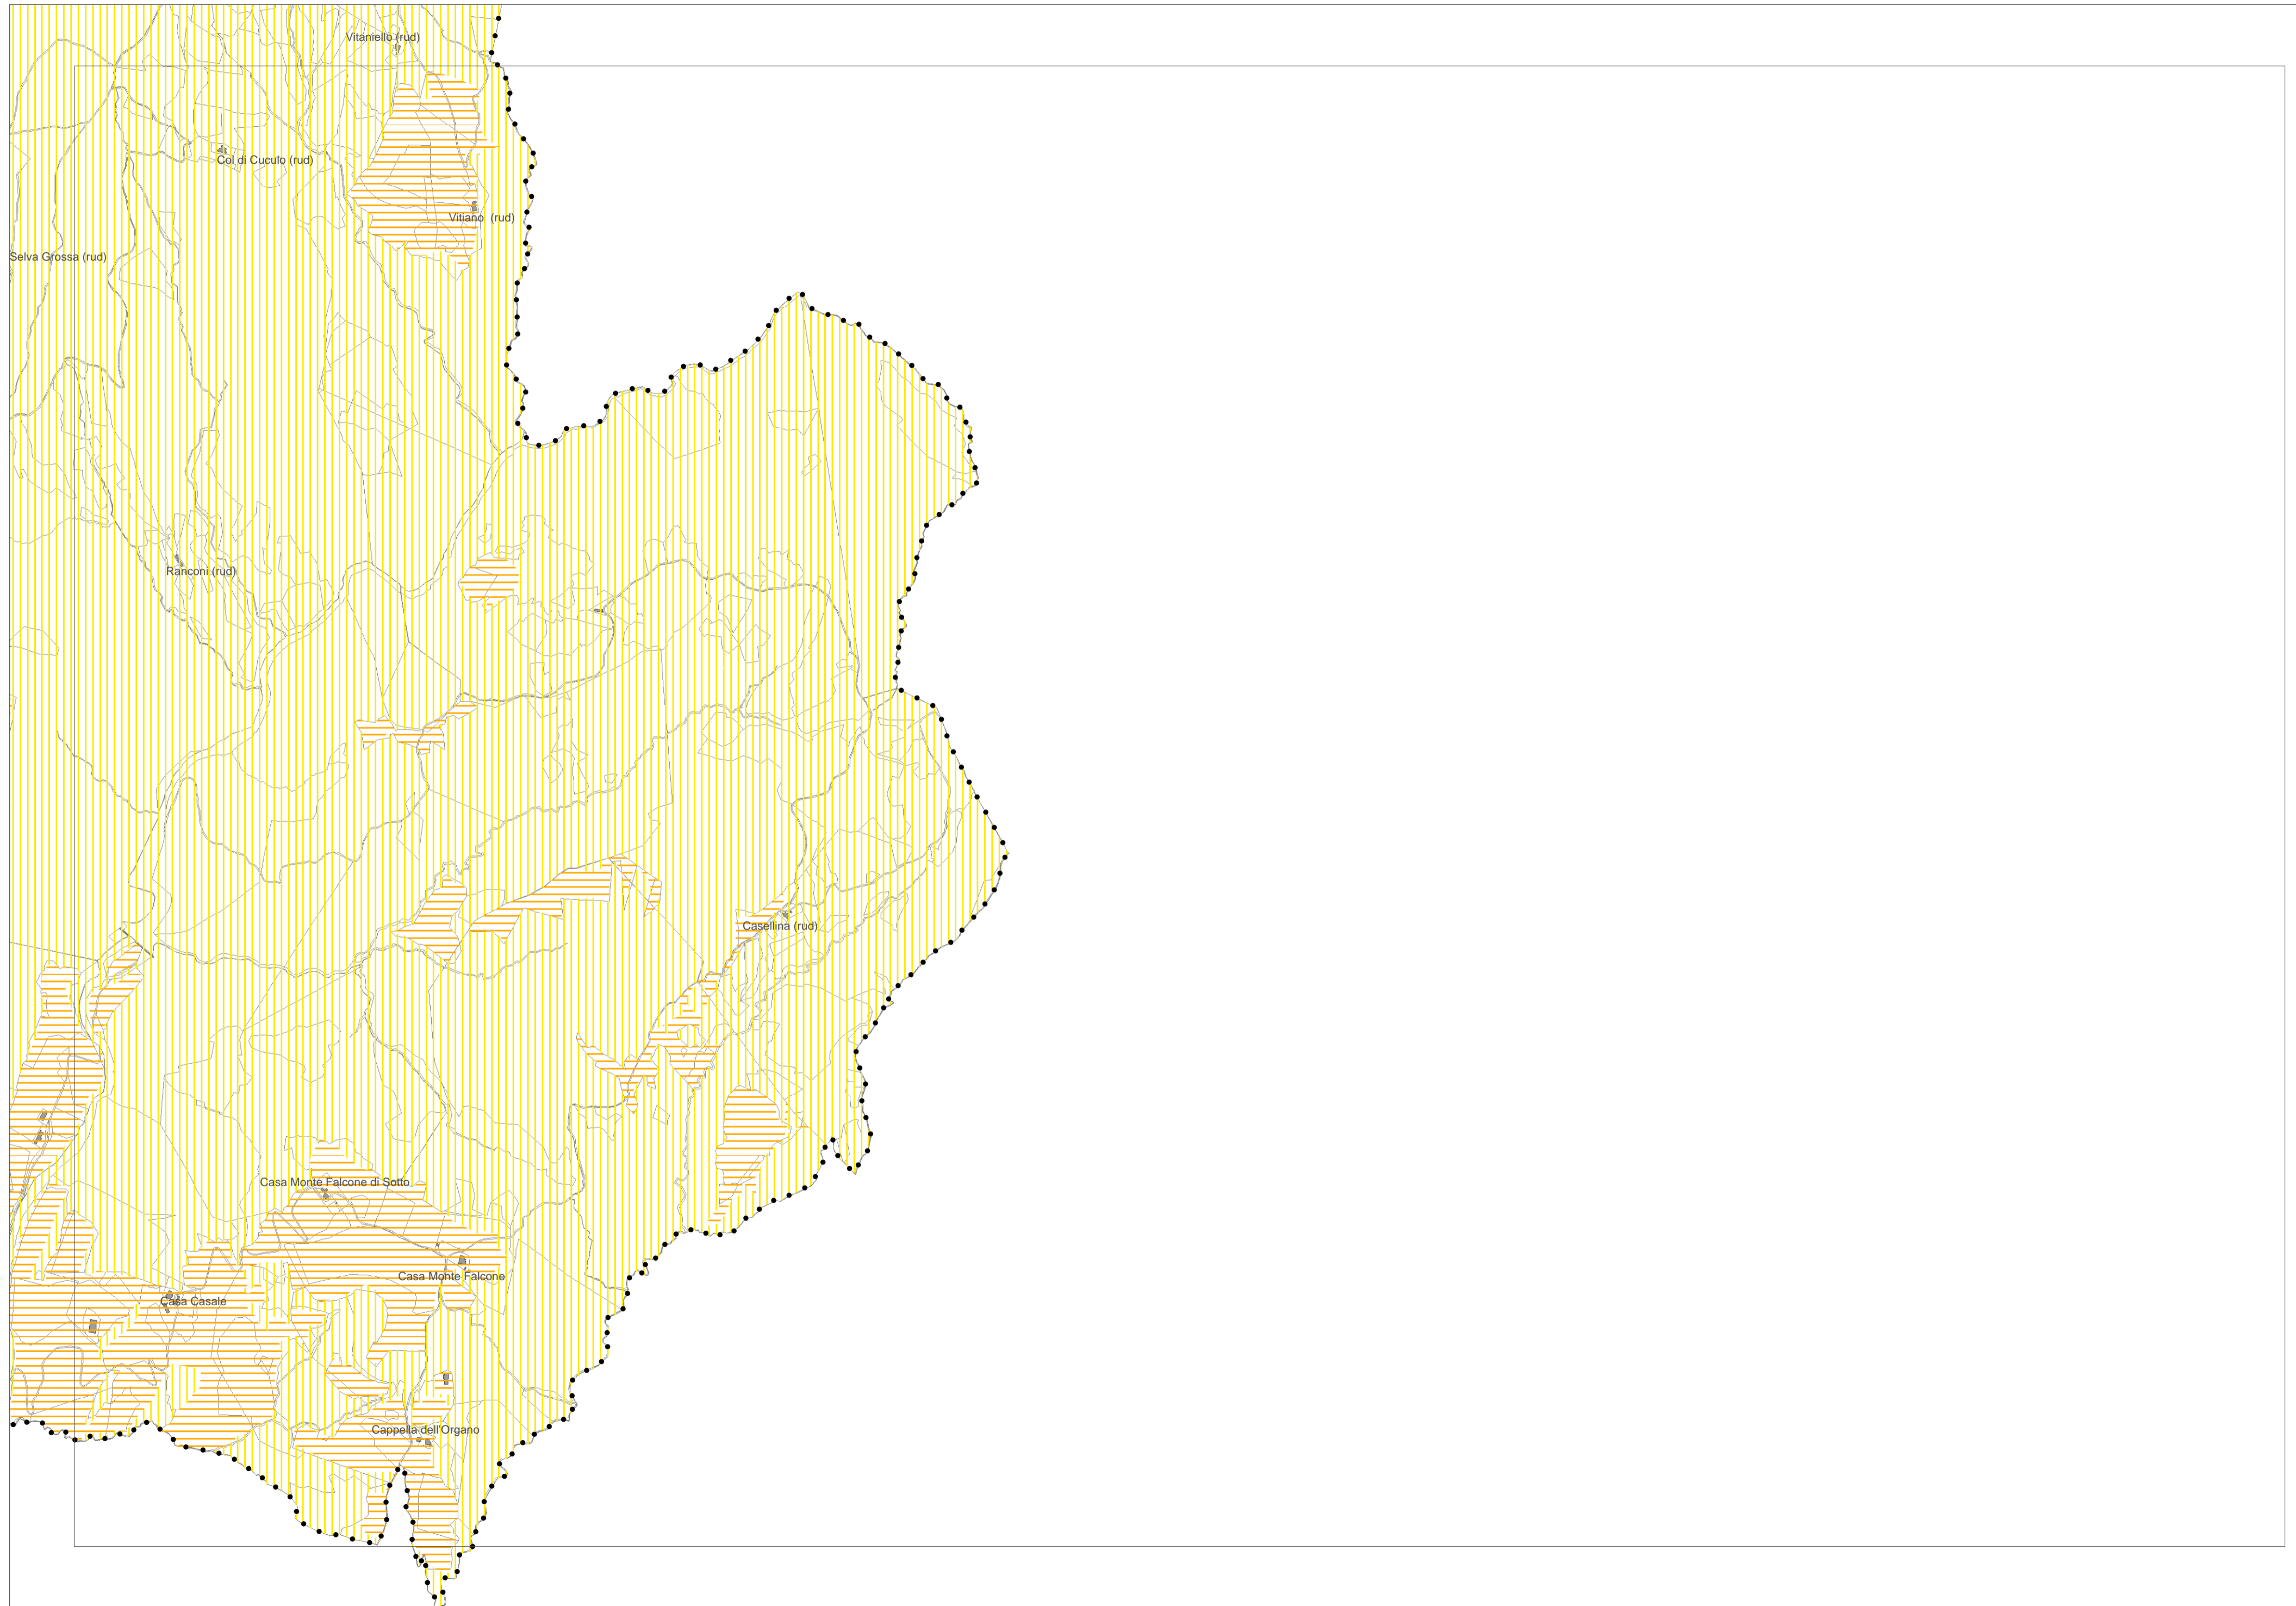 Vitaniello (rud)
Col di Cuculo (rud)
Vitiano (rud)
Selva Grossa (rud)
Ranconi (rud)
Casellina (rud)
Casa Monte Falcone di Sotto
Casa Monte Falcone
Casa Casale
Cappella dell'Organo